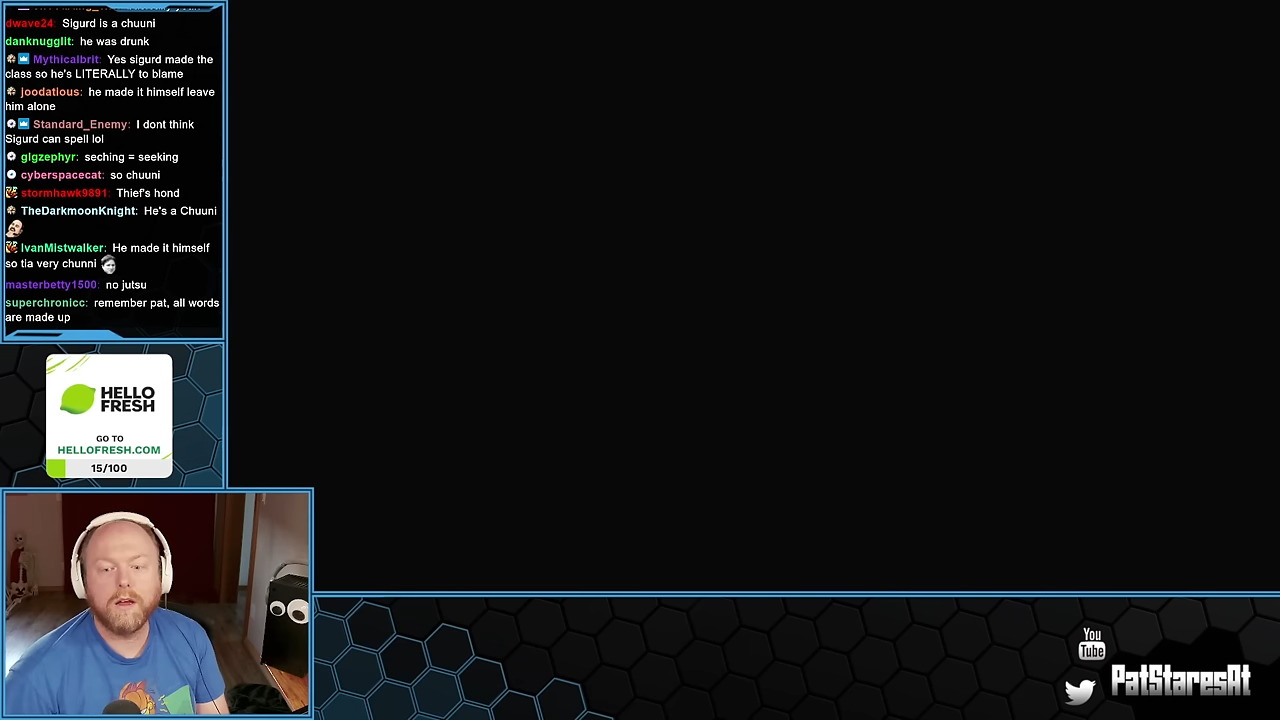 dwave24: Sigurd is a chuuni
danknugglt: he was drunk
Mythicalbrit: Yes sigurd made the
class so he's LITERALLY to blame
joodatious: he made it himself leave
him alone
Standard_Enemy: I dont think
Sigurd can spell lol
glgzephyr: seching = seeking
cyberspacecat: so chuuni
stormhawk9891: Thief's hond
TheDarkmoonKnight: He's a Chuuni
IvanMistwalker: He made it himself
so tia very chunni
masterbetty1500: no jutsu
superchronicc: remember pat, all words
are made up
HELLO
FRESH
GO TO
HELLOFRESH.COM
15/100
You
Tube
PatStaresAt